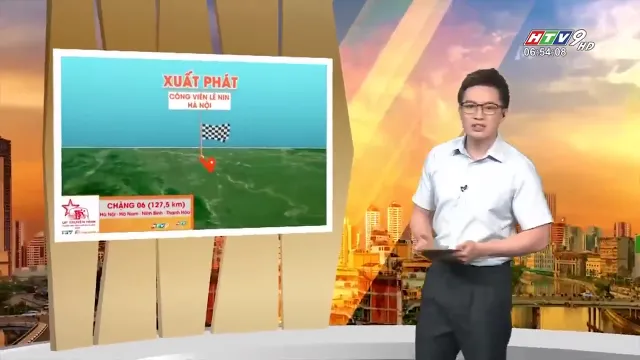 HTV9 HD
06:54:08
XUẤT PHÁT
CÔNG VIÊN LÊ NIN
HÀ NỘI
CHẶNG 06 (127,5 km)
Hà Nội - Hà Nam - Ninh Bình - Thanh Hóa